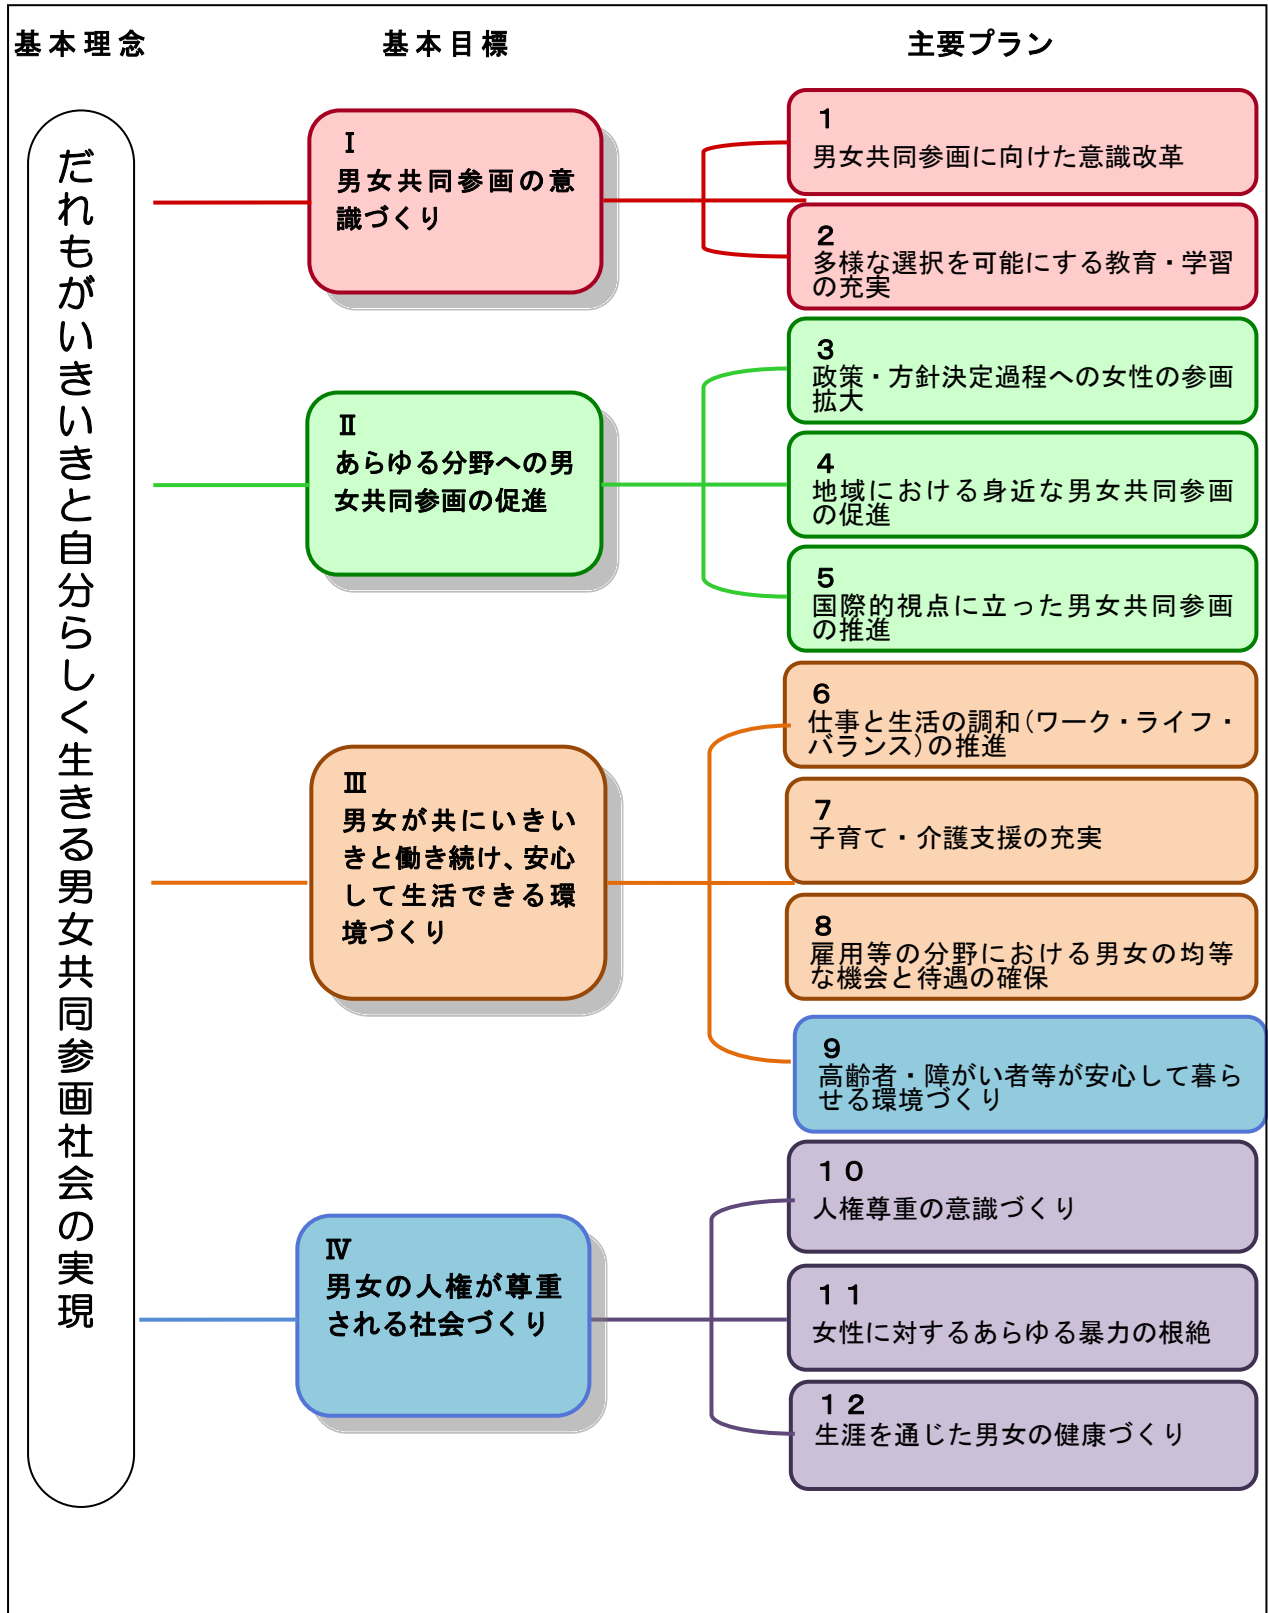 基本理念
基本目標
主要プラン
だれもがいきいきと自分らしく生きる男女共同参画社会の実現
Ⅰ
男女共同参画の意
識づくり
１
男女共同参画に向けた意識改革
２
多様な選択を可能にする教育・学習
の充実
Ⅱ
あらゆる分野への男
女共同参画の促進
３
政策・方針決定過程への女性の参画
拡大
４
地域における身近な男女共同参画
の促進
５
国際的視点に立った男女共同参画
の推進
Ⅲ
男女が共にいきい
きと働き続け、安心
して生活できる環
境づくり
６
仕事と生活の調和（ワーク・ライフ・
バランス）の推進
７
子育て・介護支援の充実
８
雇用等の分野における男女の均等
な機会と待遇の確保
９
高齢者・障がい者等が安心して暮ら
せる環境づくり
Ⅳ
男女の人権が尊重
される社会づくり
１０
人権尊重の意識づくり
１１
女性に対するあらゆる暴力の根絶
１２
生涯を通じた男女の健康づくり